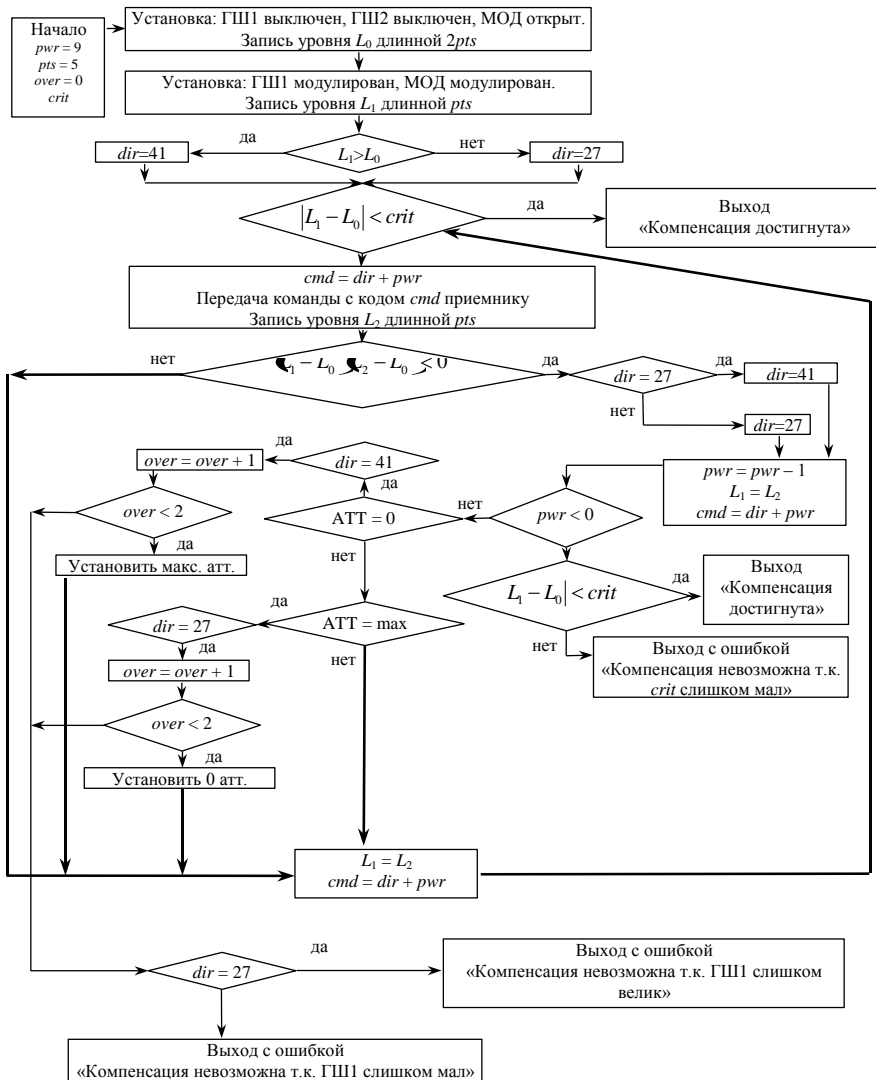 Начало
pwr = 9
pts = 5
over = 0
crit
Установка: ГШ1 выключен, ГШ2 выключен, МОД открыт.
Запись уровня L₀ длинной 2pts
Установка: ГШ1 модулирован, МОД модулирован.
Запись уровня L₁ длинной pts
да
нет
dir=41
L₁>L₀
dir=27
|L₁ − L₀| < crit
да
Выход
«Компенсация достигнута»
cmd = dir + pwr
Передача команды с кодом cmd приемнику
Запись уровня L₂ длинной pts
нет
₁ − L₀ ₂ − L₀ < 0
да
dir = 27
да
dir=41
нет
dir=27
да
over = over + 1
dir = 41
да
pwr = pwr − 1
L₁ = L₂
cmd = dir + pwr
over < 2
ATT = 0
нет
pwr < 0
да
Установить макс. атт.
нет
L₁ − L₀| < crit
да
Выход
«Компенсация
достигнута»
да
dir = 27
ATT = max
да
нет
нет
Выход с ошибкой
«Компенсация невозможна т.к.
crit слишком мал»
over = over + 1
over < 2
да
Установить 0 атт.
L₁ = L₂
cmd = dir + pwr
dir = 27
да
Выход с ошибкой
«Компенсация невозможна т.к. ГШ1 слишком
велик»
Выход с ошибкой
«Компенсация невозможна т.к. ГШ1 слишком мал»